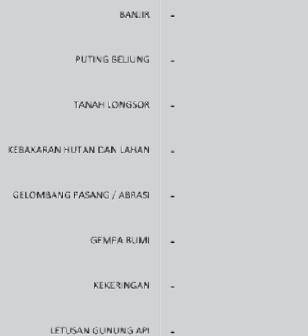 BANJIR -
PUTING BELIUNG -
TANAH LONGSOR -
KEBAKARAN HUTAN DAN LAHAN -
GELOMBANG PASANG / ABRASI -
GEMPA BUMI -
KEKERINGAN -
LETUSAN GUNUNG API -